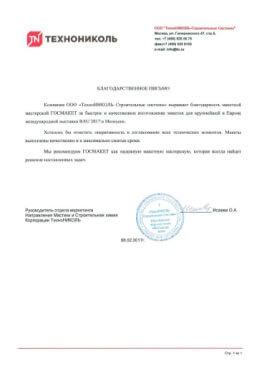 ТЕХНОНИКОЛЬ
ООО "ТехноНИКОЛЬ-Строительные Системы"
Москва, ул. Гиляровского 47, стр.5.
тел. +7 (495) 925 55 75
факс +7 (495) 925 8155
e-mail: info@tn.ru
БЛАГОДАРСТВЕННОЕ ПИСЬМО
Компания ООО «ТехноНИКОЛЬ-Строительные системы» выражает благодарность макетной
мастерской ГОСМАКЕТ за быстрое и качественное изготовление макетов для крупнейшей в Европе
международной выставки BAU 2017 в Мюнхене.
Хотелось бы отметить оперативность в согласовании всех технических моментов. Макеты
выполнены качественно и в максимально сжатые сроки.
Мы рекомендуем ГОСМАКЕТ как надежную макетную мастерскую, которая всегда найдет
решение поставленных задач.
Руководитель отдела маркетинга
Направления Мастики и Строительная химия
Корпорации ТехноНИКОЛЬ
Исаева О.А.
08.02.2017г.
Стр. 1 из 1